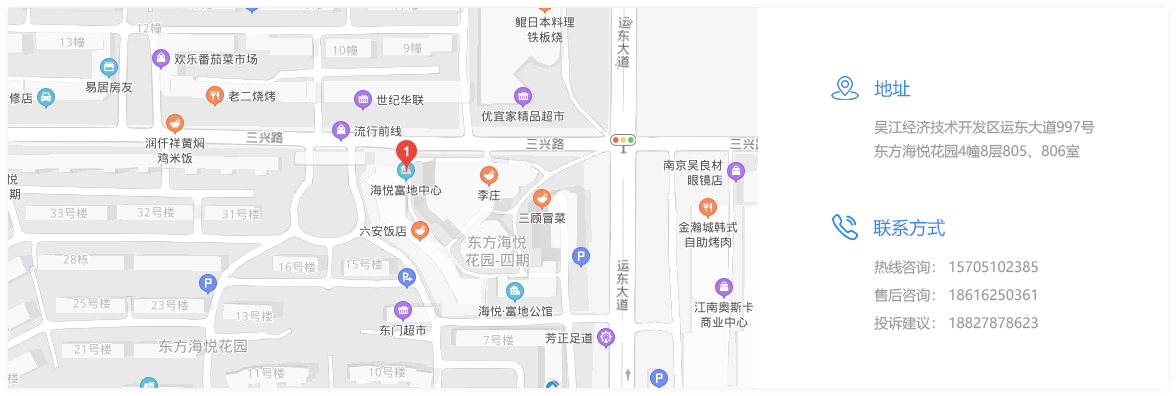 12幢
13幢
10幢
9幢
鲲日本料理
铁板烧
运东大道
欢乐番茄菜市场
易居房友
修店
老二烧烤
世纪华联
优宜家精品超市
润仟祥黄焖
鸡米饭
三兴路
流行前线
三兴路
三兴
1
海悦富地中心
李庄
南京吴良材
眼镜店
悦
期
33号楼
32号楼
31号楼
三顾冒菜
金瀚城韩式
自助烤肉
六安饭店
东方海悦
花园-四期
28栋
16号楼
15号楼
P
P
P
运东大道
25号楼
23号楼
13号楼
海悦·富地公馆
江南奥斯卡
商业中心
东门超市
7号楼
芳正足道
21号楼
东方海悦花园
11号楼
10号楼
P
地址
吴江经济技术开发区运东大道997号
东方海悦花园4幢8层805、806室
联系方式
热线咨询： 15705102385
售后咨询： 18616250361
投诉建议： 18827878623